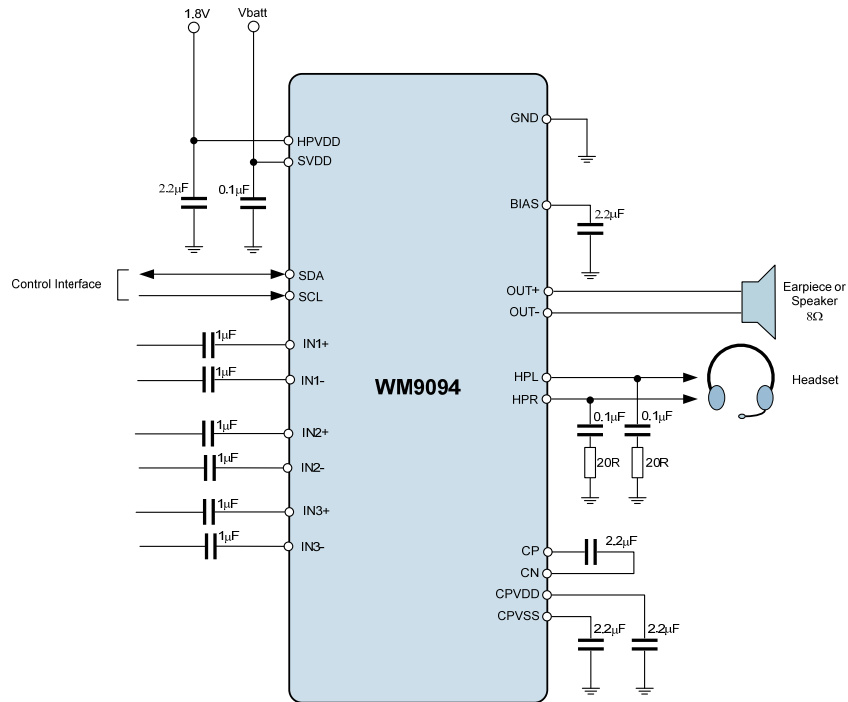 1.8V
Vbatt
HPVDD
SVDD
2.2µF
0.1µF
Control Interface
SDA
SCL
1µF
IN1+
1µF
IN1-
1µF
IN2+
1µF
IN2-
1µF
IN3+
1µF
IN3-
WM9094
GND
BIAS
2.2µF
OUT+
OUT-
Earpiece or
Speaker
8Ω
HPL
HPR
Headset
0.1µF
0.1µF
20R
20R
CP
2.2µF
CN
CPVDD
CPVSS
2.2µF
2.2µF